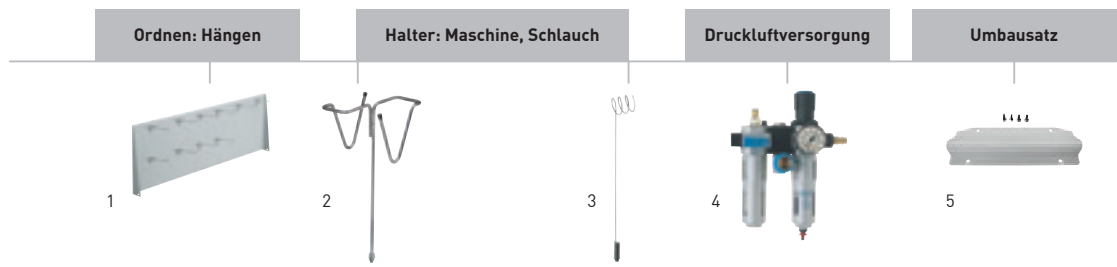 Ordnen: Hängen
Halter: Maschine, Schlauch
Druckluftversorgung
Umbausatz
1
2
3
4
5